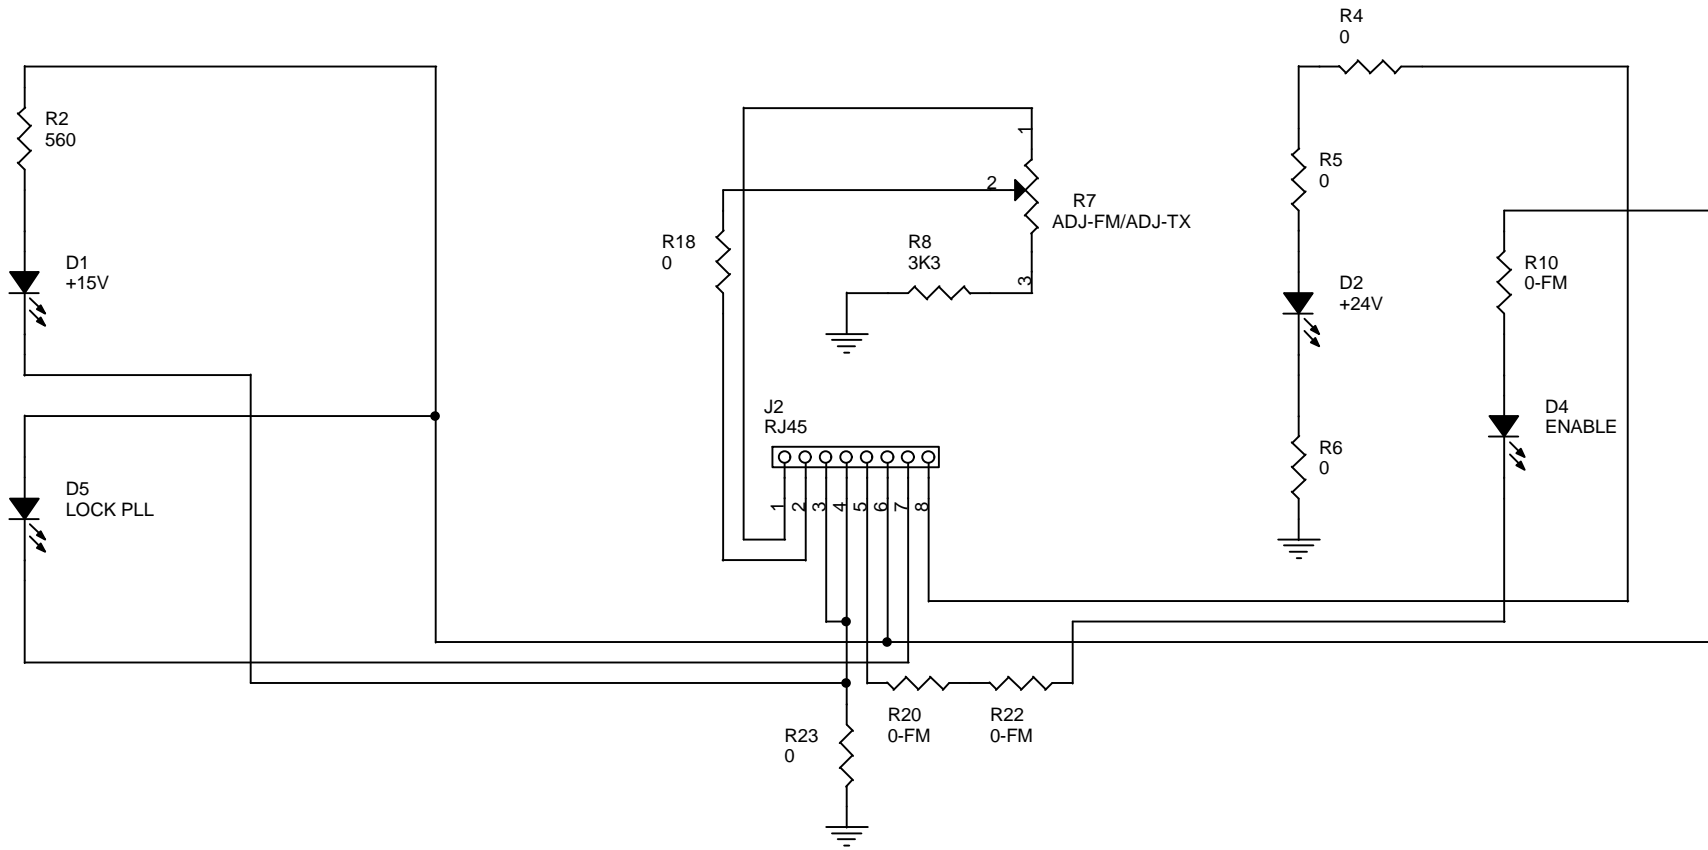 R4
0
R2
560
1
R5
0
2
R7
ADJ-FM/ADJ-TX
R18
0
R8
3K3
3
D1
+15V
R10
0-FM
D2
+24V
J2
RJ45
D4
ENABLE
R6
0
D5
LOCK PLL
1 2 3 4 5 6 7 8
R20
0-FM
R22
0-FM
R23
0